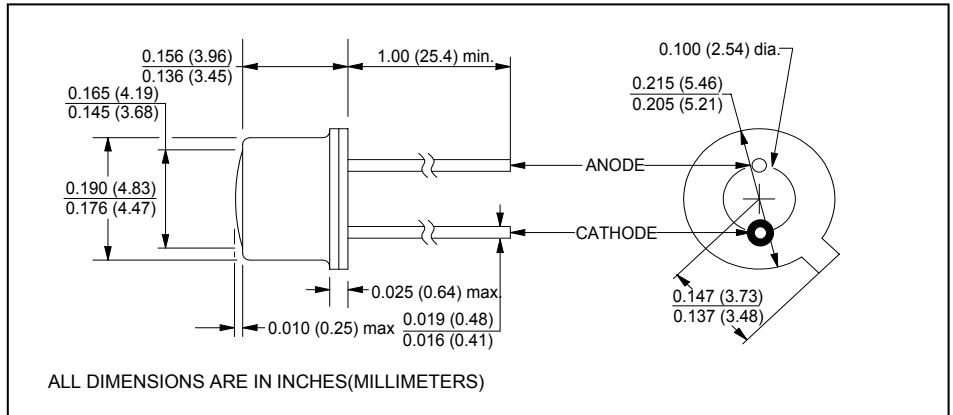 0.156 (3.96)
0.136 (3.45)
1.00 (25.4) min.
0.100 (2.54) dia.
0.165 (4.19)
0.145 (3.68)
0.215 (5.46)
0.205 (5.21)
ANODE
0.190 (4.83)
0.176 (4.47)
CATHODE
0.025 (0.64) max.
0.147 (3.73)
0.137 (3.48)
0.010 (0.25) max
0.019 (0.48)
0.016 (0.41)
ALL DIMENSIONS ARE IN INCHES(MILLIMETERS)